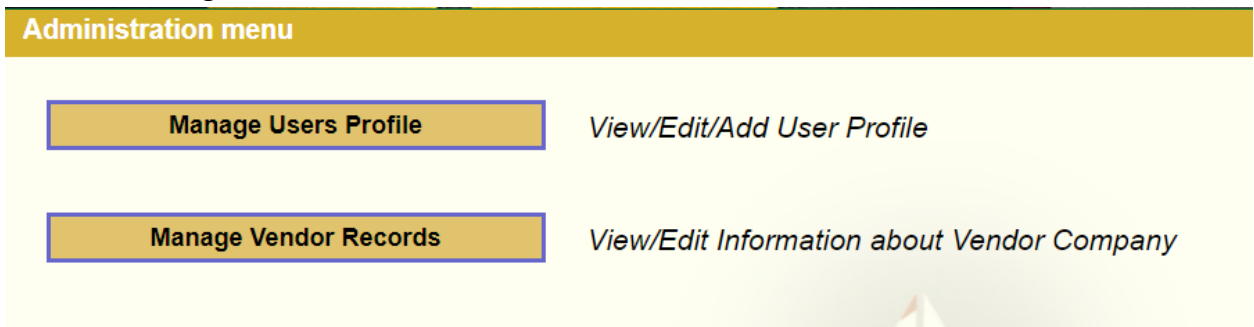 Administration menu
Manage Users Profile View/Edit/Add User Profile
Manage Vendor Records View/Edit Information about Vendor Company